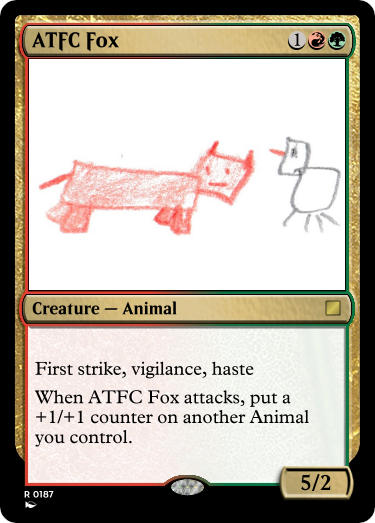 ATFC Fox 1
Creature — Animal
First strike, vigilance, haste
When ATFC Fox attacks, put a
+1/+1 counter on another Animal
you control.
5/2
R 0187